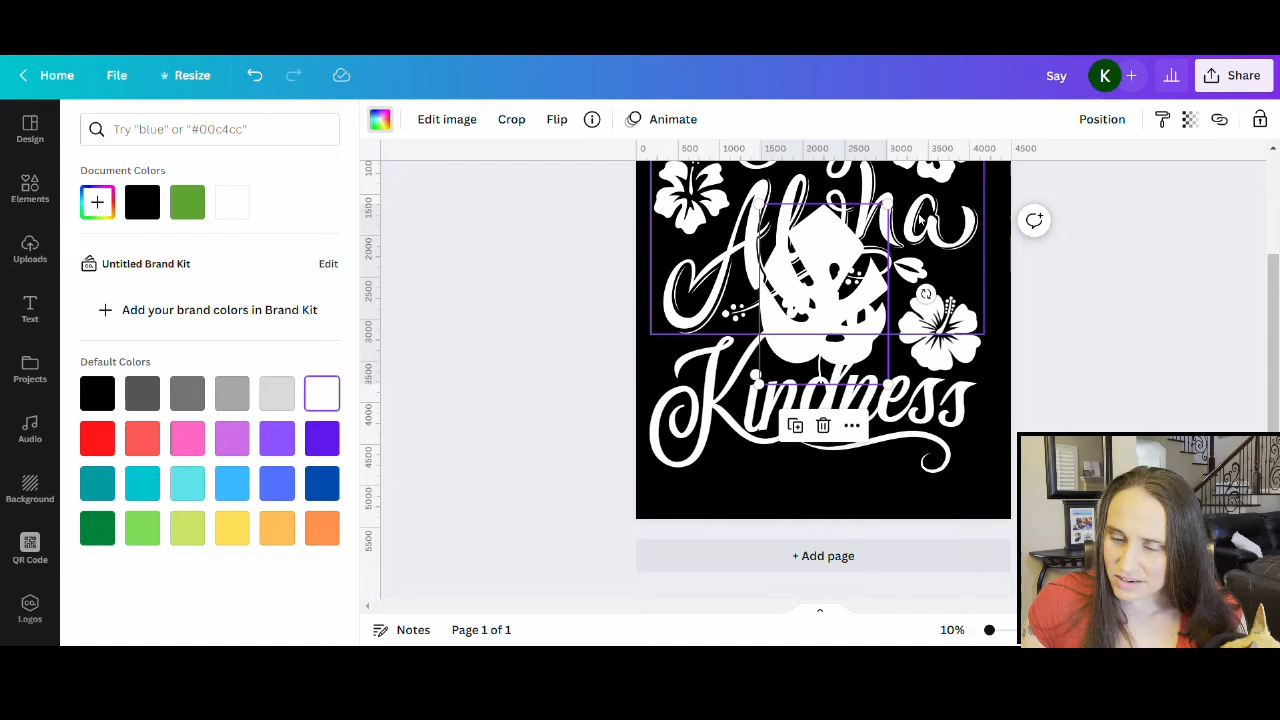 Home File Resize Say K Share
Try "blue" or "#00c4cc" Edit image Crop Flip Animate Position
0 500 1000 1500 2000 2500 3000 3500 4000 4500
Design
Document Colors
Elements
Untitled Brand Kit Edit
Uploads
Add your brand colors in Brand Kit
Text
Default Colors
Projects
Audio
Background
QR Code
CO.
Logos
1500
2000
2500
3000
3500
4000
4500
5000
5500
Aloha
Kindness
+ Add page
Notes Page 1 of 1 10%